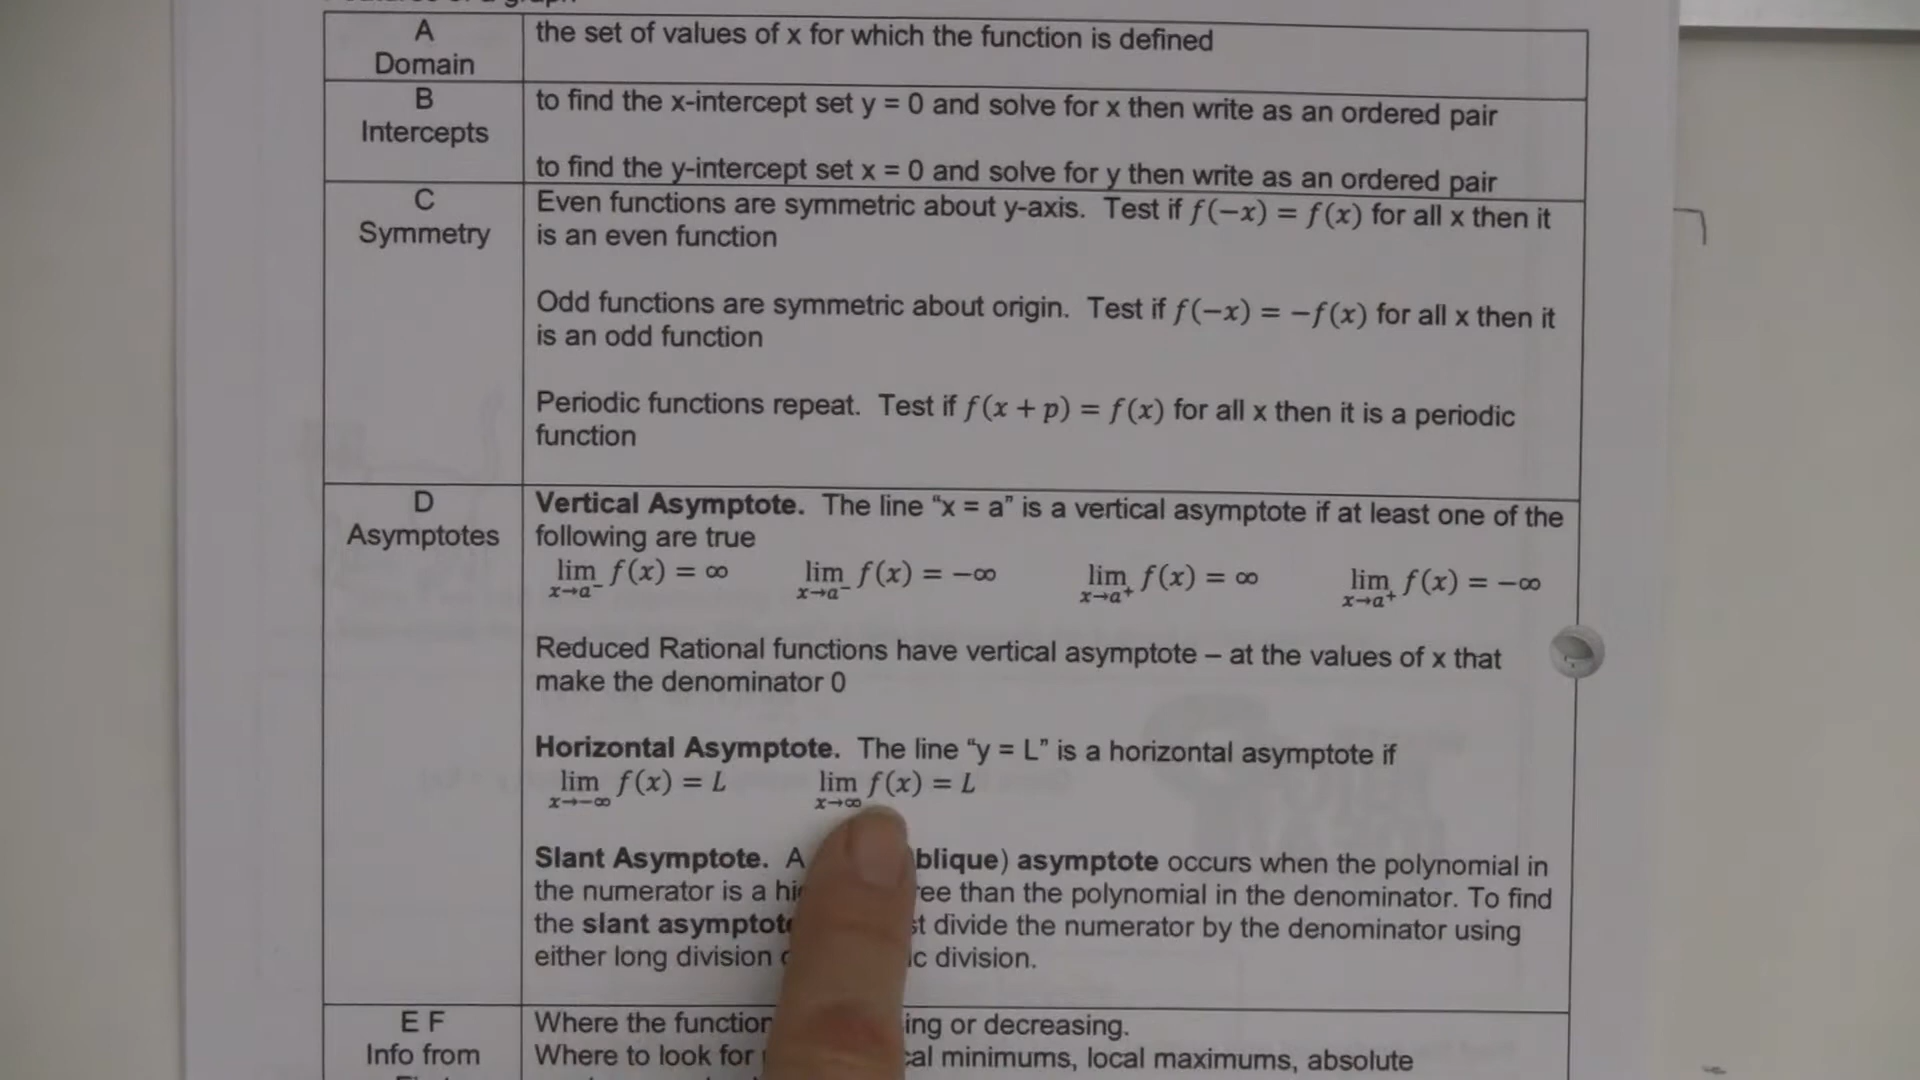 A
Domain
the set of values of x for which the function is defined
B
Intercepts
to find the x-intercept set y = 0 and solve for x then write as an ordered pair
to find the y-intercept set x = 0 and solve for y then write as an ordered pair
C
Symmetry
Even functions are symmetric about y-axis. Test if f(−x) = f(x) for all x then it
is an even function
Odd functions are symmetric about origin. Test if f(−x) = −f(x) for all x then it
is an odd function
Periodic functions repeat. Test if f(x + p) = f(x) for all x then it is a periodic
function
D
Asymptotes
Vertical Asymptote. The line “x = a” is a vertical asymptote if at least one of the
following are true
lim x→a⁻ f(x) = ∞ lim x→a⁻ f(x) = −∞ lim x→a⁺ f(x) = ∞ lim x→a⁺ f(x) = −∞
Reduced Rational functions have vertical asymptote – at the values of x that
make the denominator 0
Horizontal Asymptote. The line “y = L” is a horizontal asymptote if
lim x→−∞ f(x) = L lim x→∞ f(x) = L
Slant Asymptote. A asymptote occurs when the polynomial in
the numerator is a than the polynomial in the denominator. To find
the slant divide the numerator by the denominator using
either long division division.
E F
Info from
Where the function or decreasing.
Where to look for minimums, local maximums, absolute